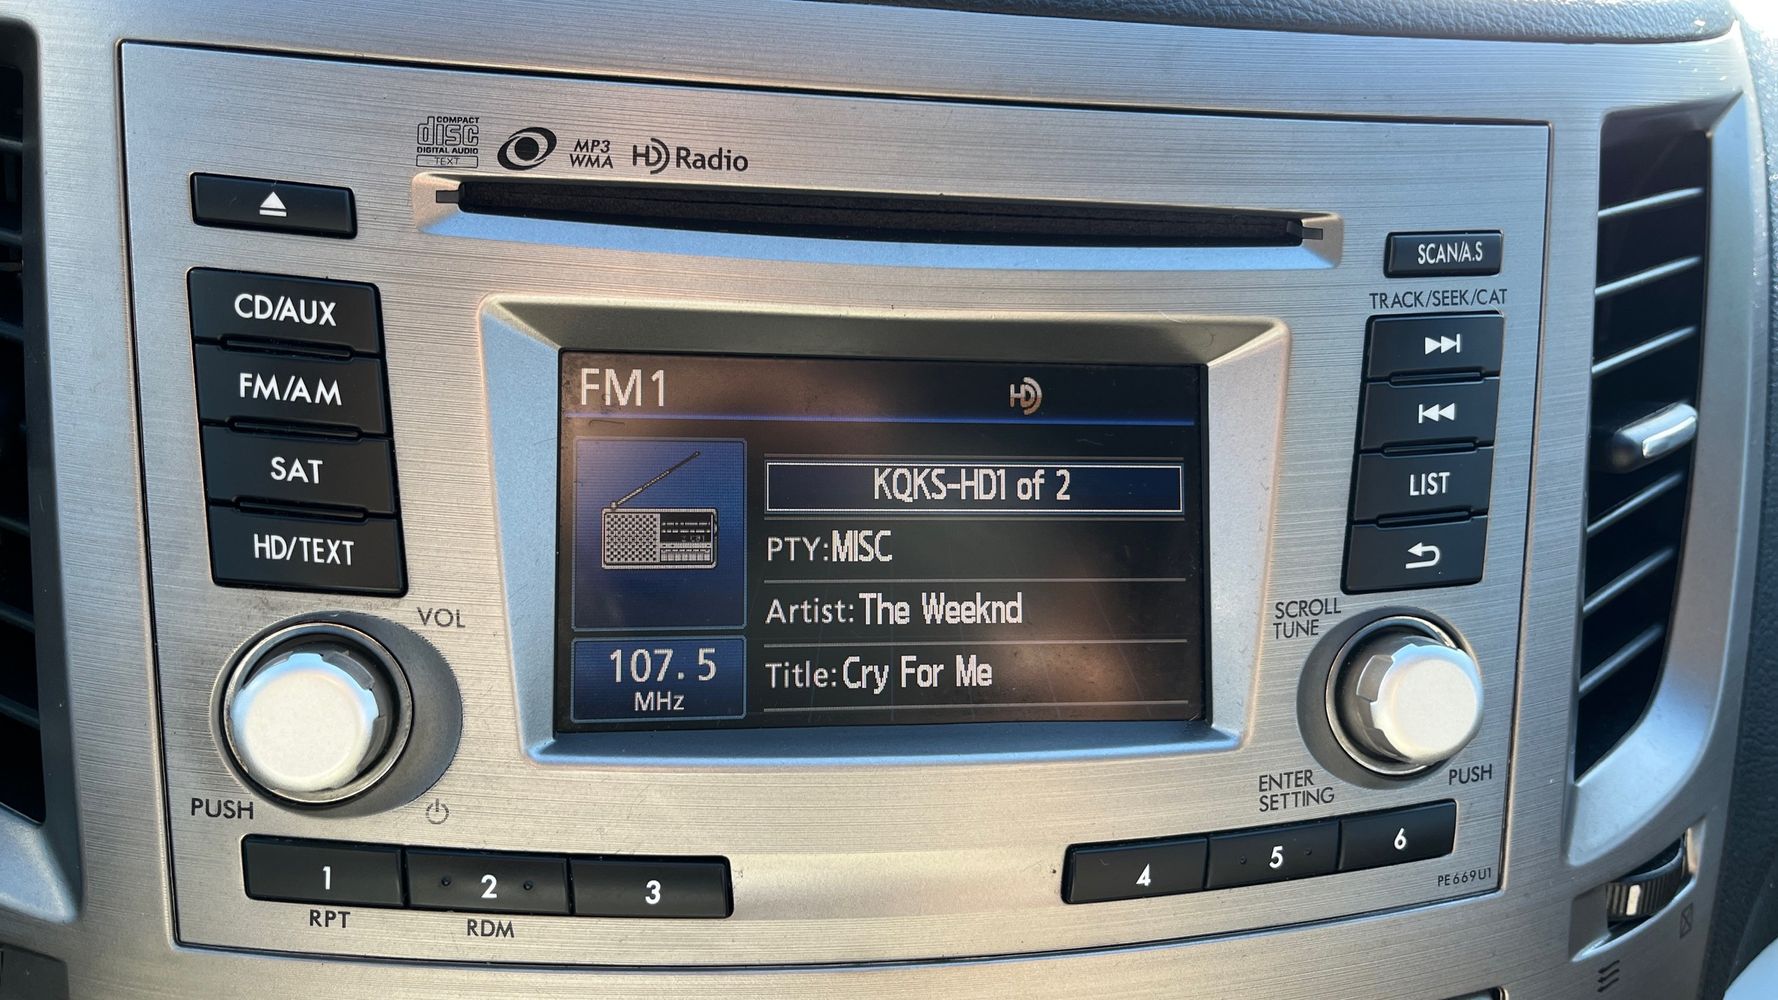 COMPACT
disc
DIGITAL AUDIO
TEXT
MP3
WMA
HD Radio
SCAN/A.S
TRACK/SEEK/CAT
CD/AUX
FM/AM
SAT
HD/TEXT
LIST
FM1
HD
KQKS-HD1 of 2
PTY:MISC
Artist:The Weeknd
Title:Cry For Me
107.5
MHz
VOL
PUSH
SCROLL
TUNE
ENTER
SETTING
PUSH
1
2
3
4
5
6
RPT
RDM
PE669U1